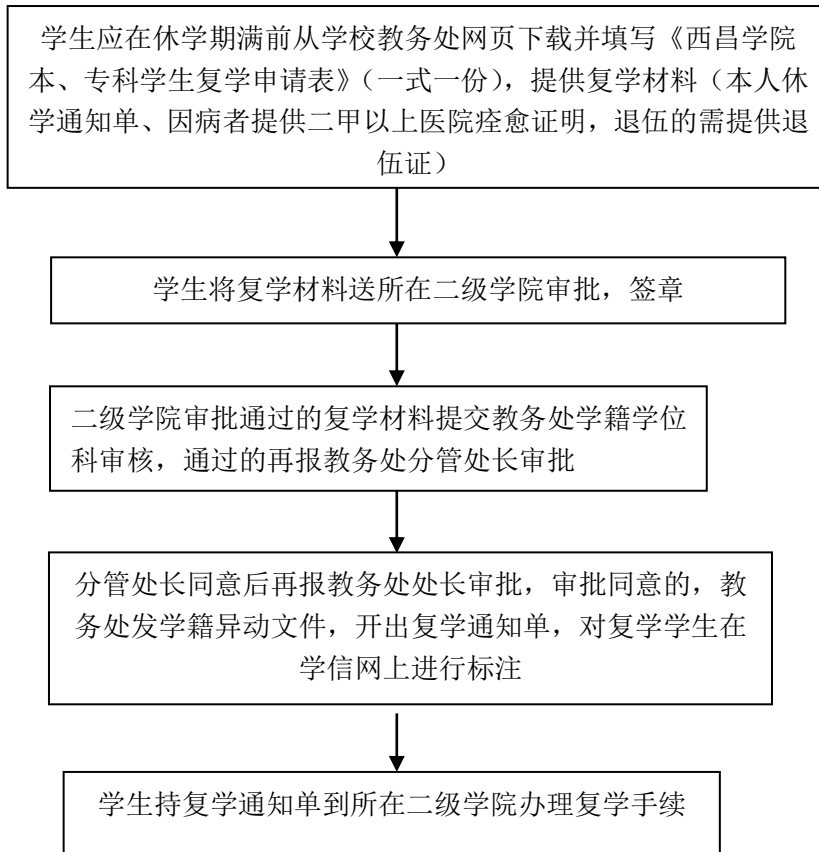 学生应在休学期满前从学校教务处网页下载并填写《西昌学院
本、专科学生复学申请表》（一式一份），提供复学材料（本人休
学通知单、因病者提供二甲以上医院痊愈证明，退伍的需提供退
伍证）
学生将复学材料送所在二级学院审批，签章
二级学院审批通过的复学材料提交教务处学籍学位
科审核，通过的再报教务处分管处长审批
分管处长同意后再报教务处处长审批，审批同意的，教
务处发学籍异动文件，开出复学通知单，对复学学生在
学信网上进行标注
学生持复学通知单到所在二级学院办理复学手续